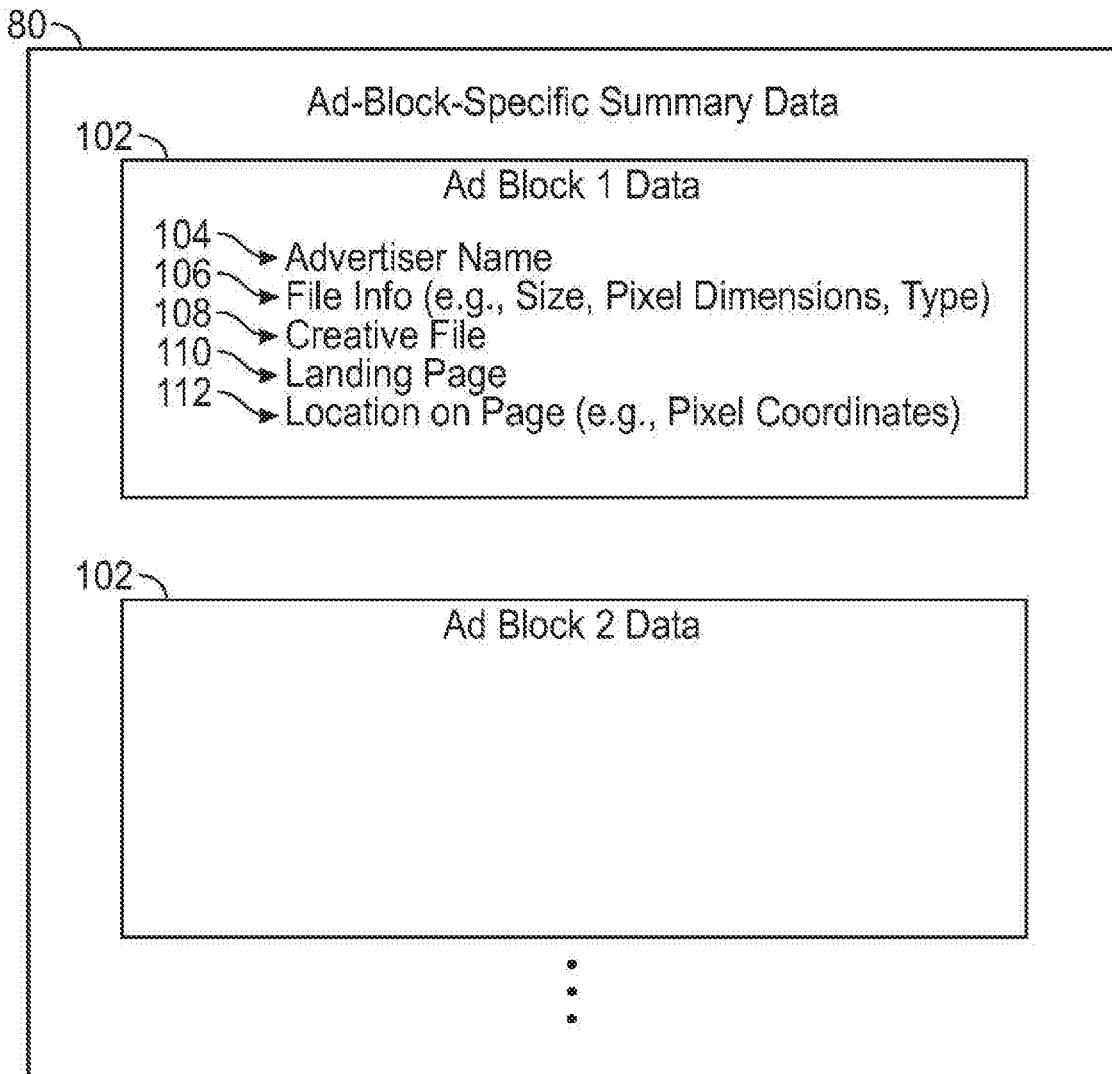 80
Ad-Block-Specific Summary Data
102
Ad Block 1 Data
104 Advertiser Name
106 File Info (e.g., Size, Pixel Dimensions, Type)
108 Creative File
110 Landing Page
112 Location on Page (e.g., Pixel Coordinates)
102
Ad Block 2 Data